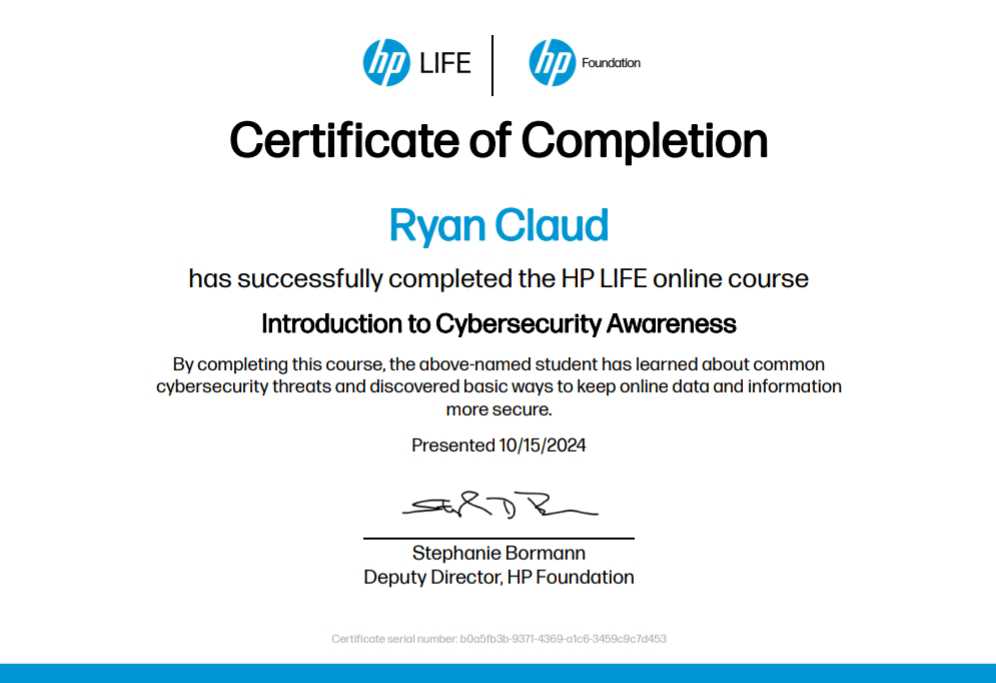 hp LIFE
hp Foundation
Certificate of Completion
Ryan Claud
has successfully completed the HP LIFE online course
Introduction to Cybersecurity Awareness
By completing this course, the above-named student has learned about common
cybersecurity threats and discovered basic ways to keep online data and information
more secure.
Presented 10/15/2024
Stephanie Bormann
Deputy Director, HP Foundation
Certificate serial number: b0a5fb3b-9371-4369-a1c6-3459c9c7d453